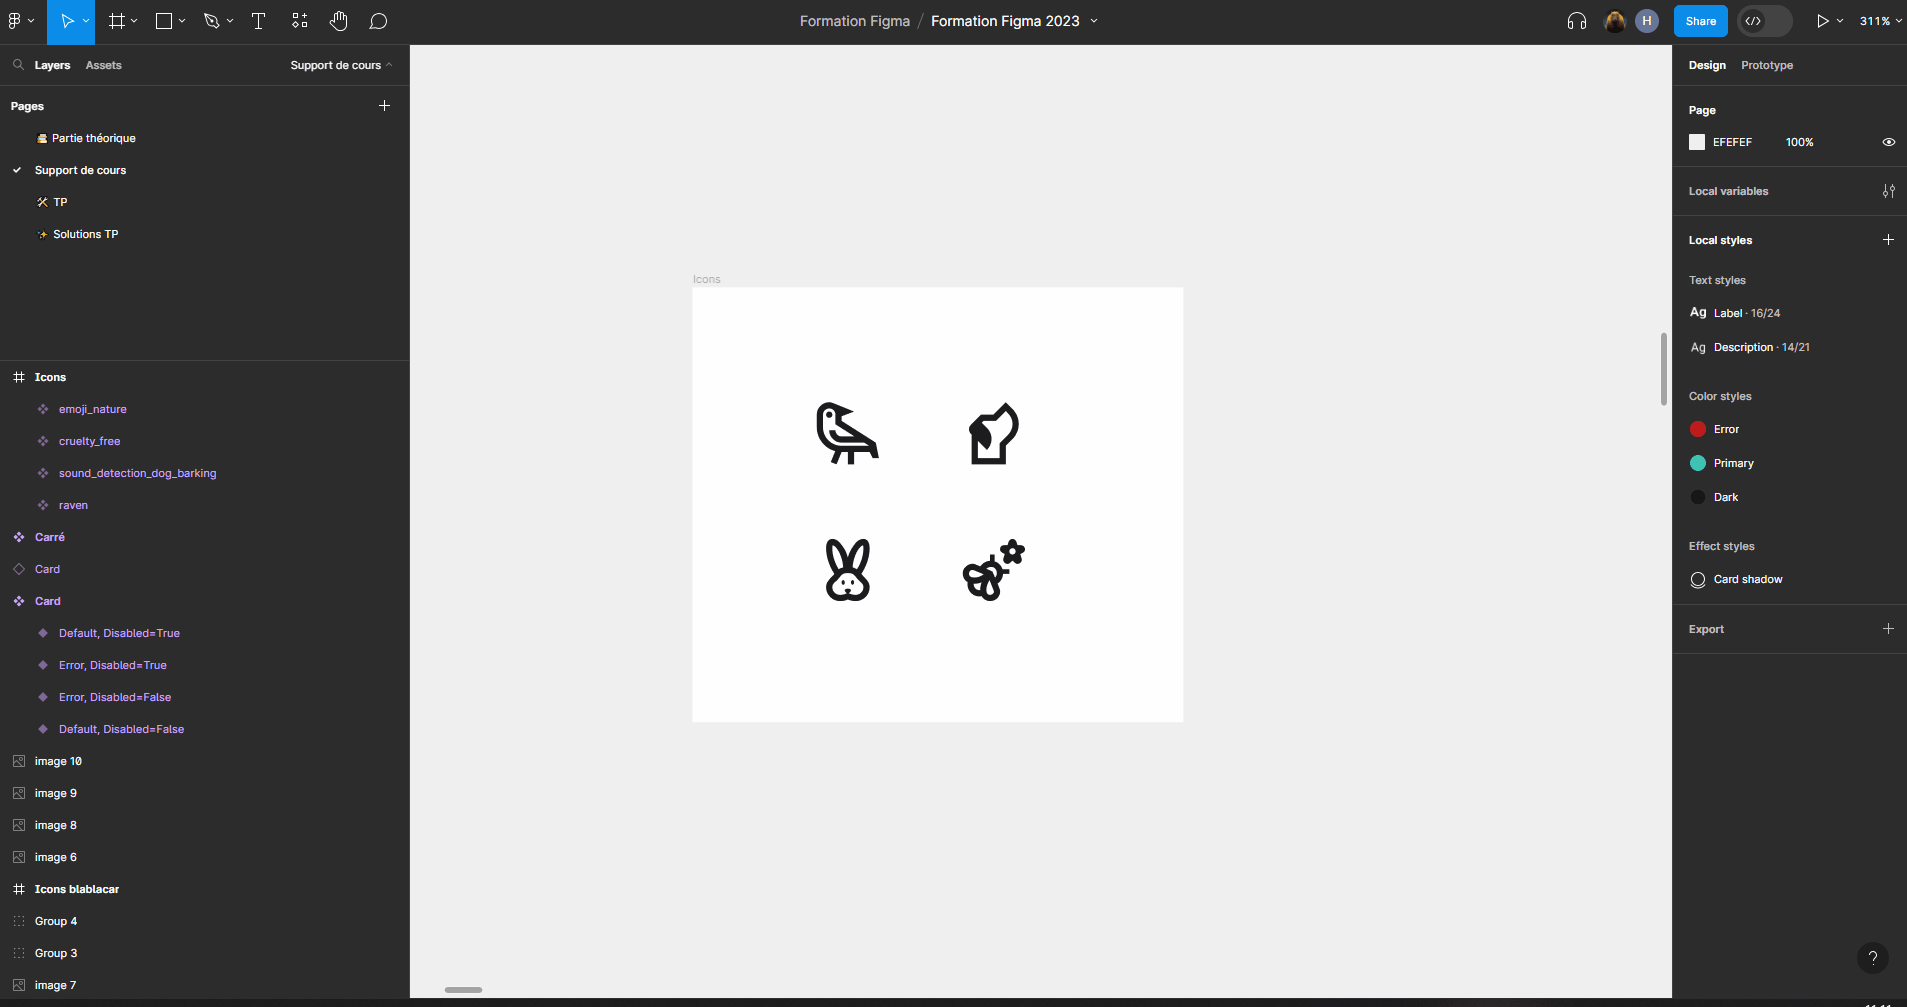 Formation Figma / Formation Figma 2023
H
Share
311%
Layers
Assets
Support de cours
Pages
Partie théorique
Support de cours
TP
Solutions TP
Icons
emoji_nature
cruelty_free
sound_detection_dog_barking
raven
Carré
Card
Card
Default, Disabled=True
Error, Disabled=True
Error, Disabled=False
Default, Disabled=False
image 10
image 9
image 8
image 6
Icons blablacar
Group 4
Group 3
image 7
Icons
Design
Prototype
Page
EFEFEF 100%
Local variables
Local styles
Text styles
Ag Label · 16/24
Ag Description · 14/21
Color styles
Error
Primary
Dark
Effect styles
Card shadow
Export
?